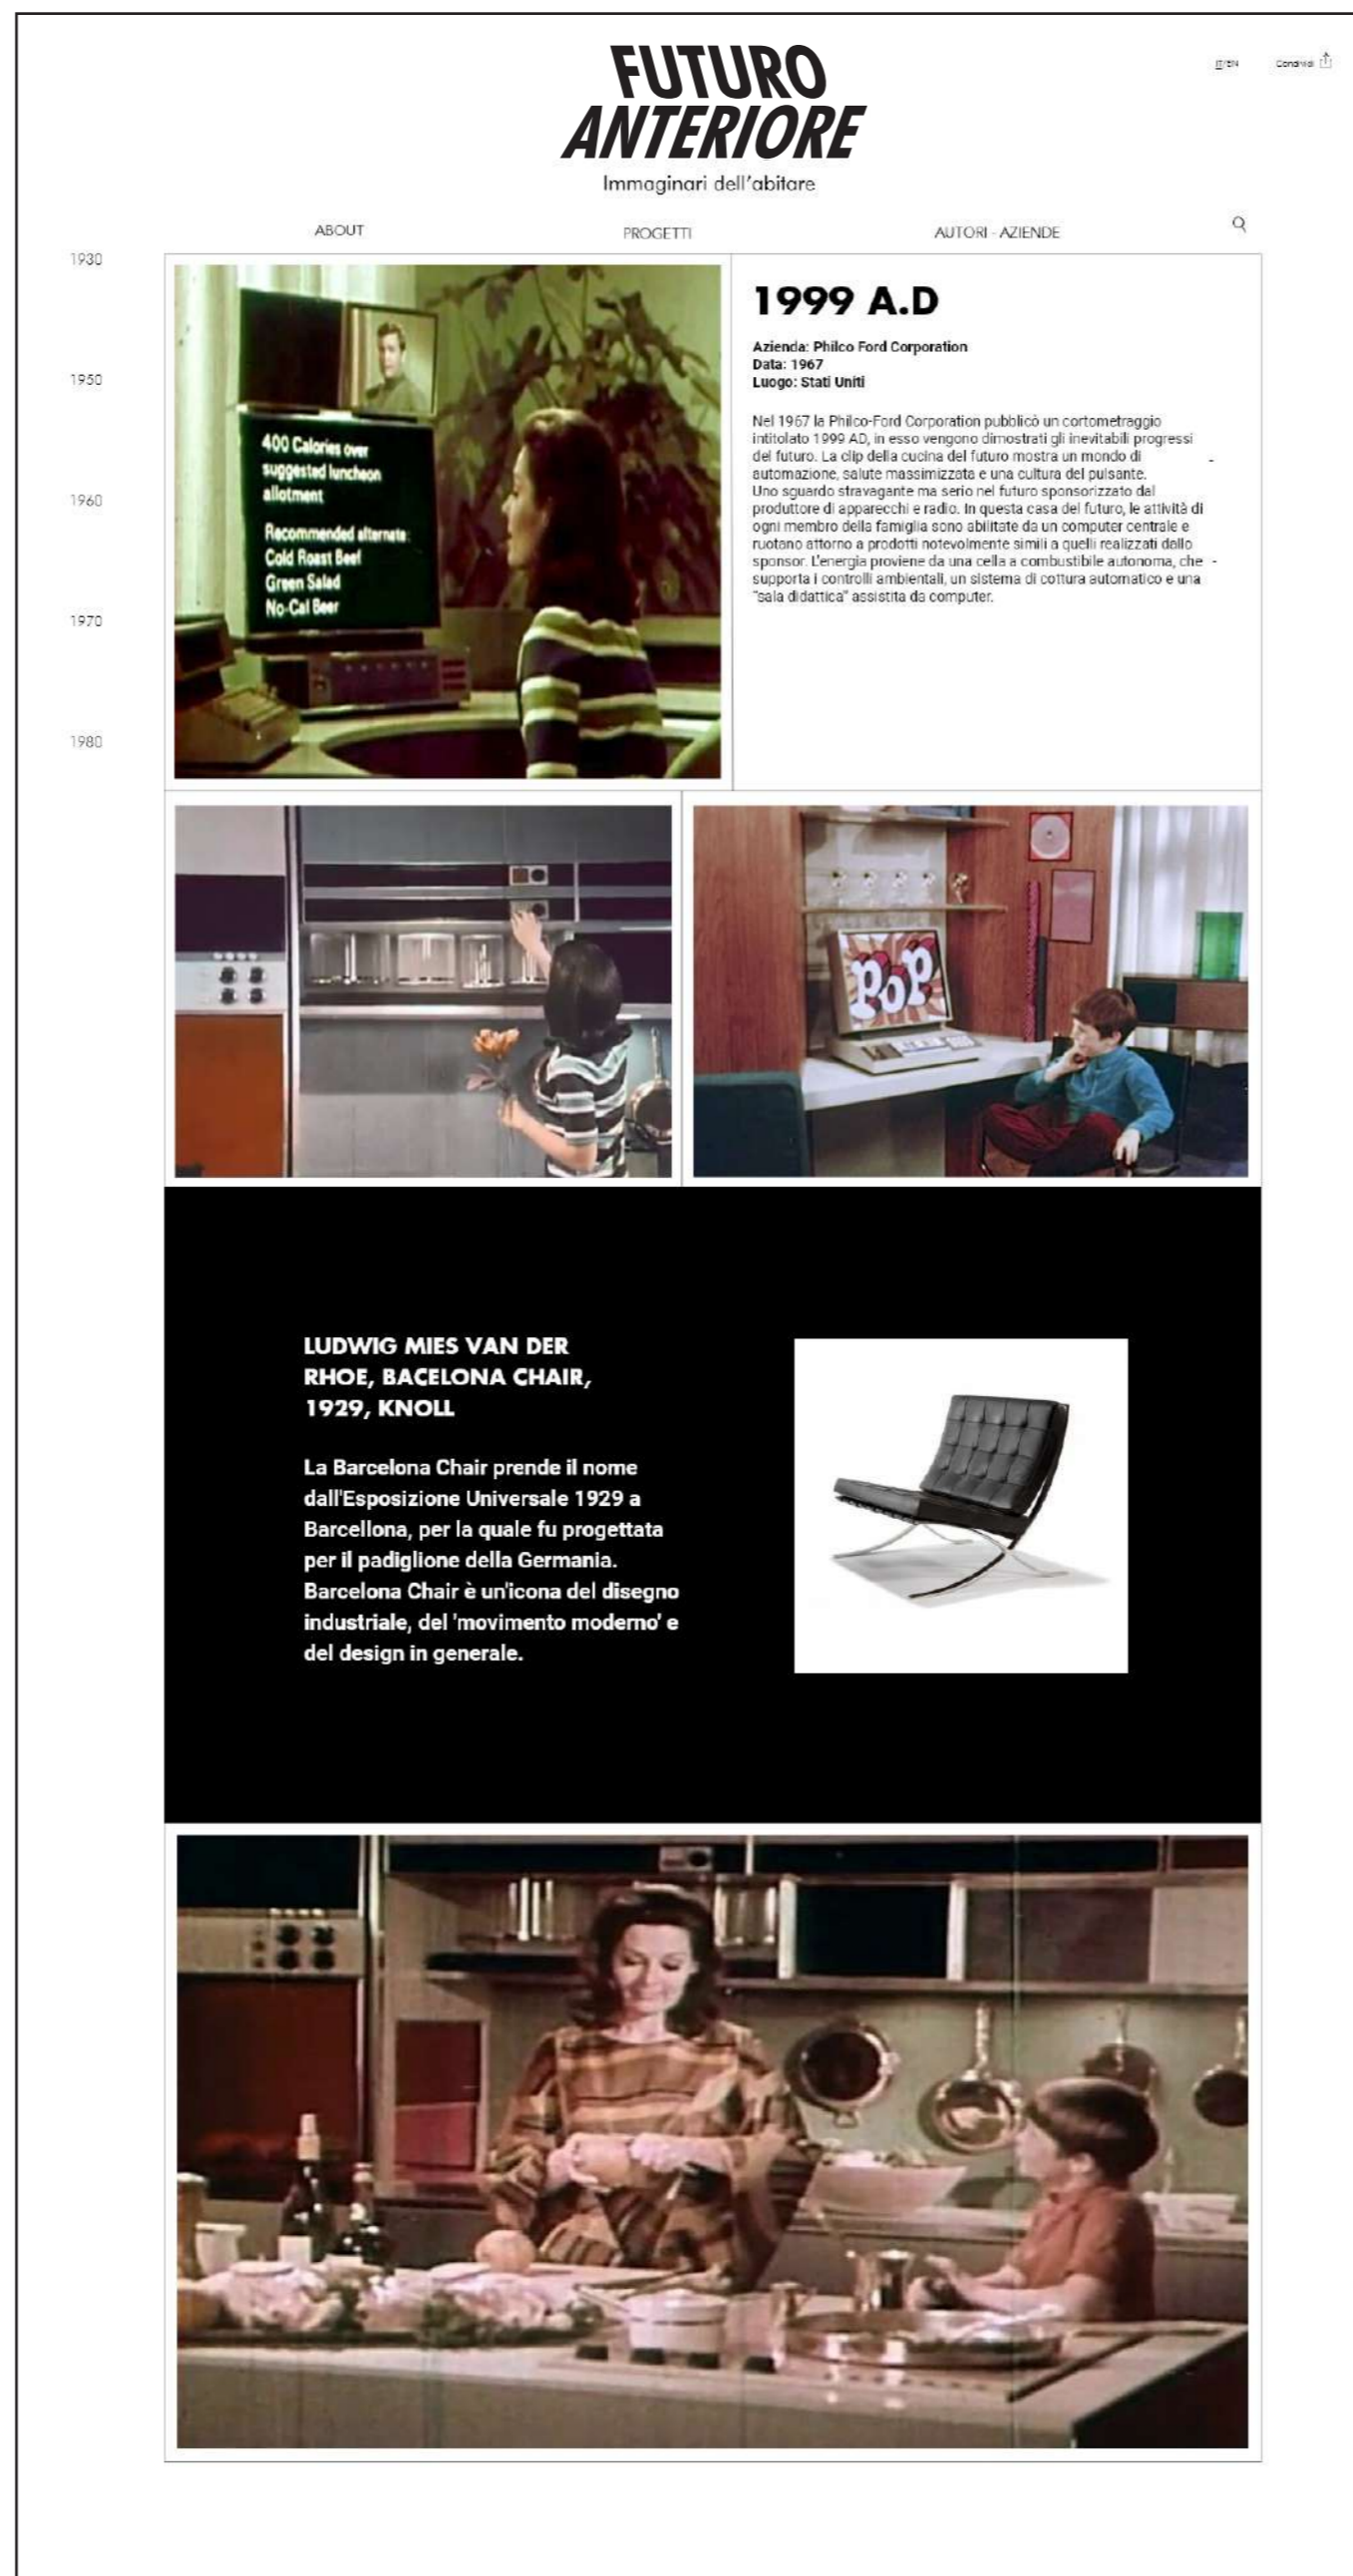 FUTURO
ANTERIORE
Immaginari dell'abitare
IT/EN
Condividi
ABOUT
PROGETTI
AUTORI - AZIENDE
1930
1950
1960
1970
1980
400 Calories over
suggested luncheon
allotment
Recommended alternate:
Cold Roast Beef
Green Salad
No-Cal Beer
1999 A.D
Azienda: Philco Ford Corporation
Data: 1967
Luogo: Stati Uniti
Nel 1967 la Philco-Ford Corporation pubblicò un cortometraggio
intitolato 1999 AD, in esso vengono dimostrati gli inevitabili progressi
del futuro. La clip della cucina del futuro mostra un mondo di
automazione, salute massimizzata e una cultura del pulsante.
Uno sguardo stravagante ma serio nel futuro sponsorizzato dal
produttore di apparecchi e radio. In questa casa del futuro, le attività di
ogni membro della famiglia sono abilitate da un computer centrale e
ruotano attorno a prodotti notevolmente simili a quelli realizzati dallo
sponsor. L'energia proviene da una cella a combustibile autonoma, che -
supporta i controlli ambientali, un sistema di cottura automatico e una
"sala didattica" assistita da computer.
POP
LUDWIG MIES VAN DER
RHOE, BACELONA CHAIR,
1929, KNOLL
La Barcelona Chair prende il nome
dall'Esposizione Universale 1929 a
Barcellona, per la quale fu progettata
per il padiglione della Germania.
Barcelona Chair è un'icona del disegno
industriale, del 'movimento moderno' e
del design in generale.